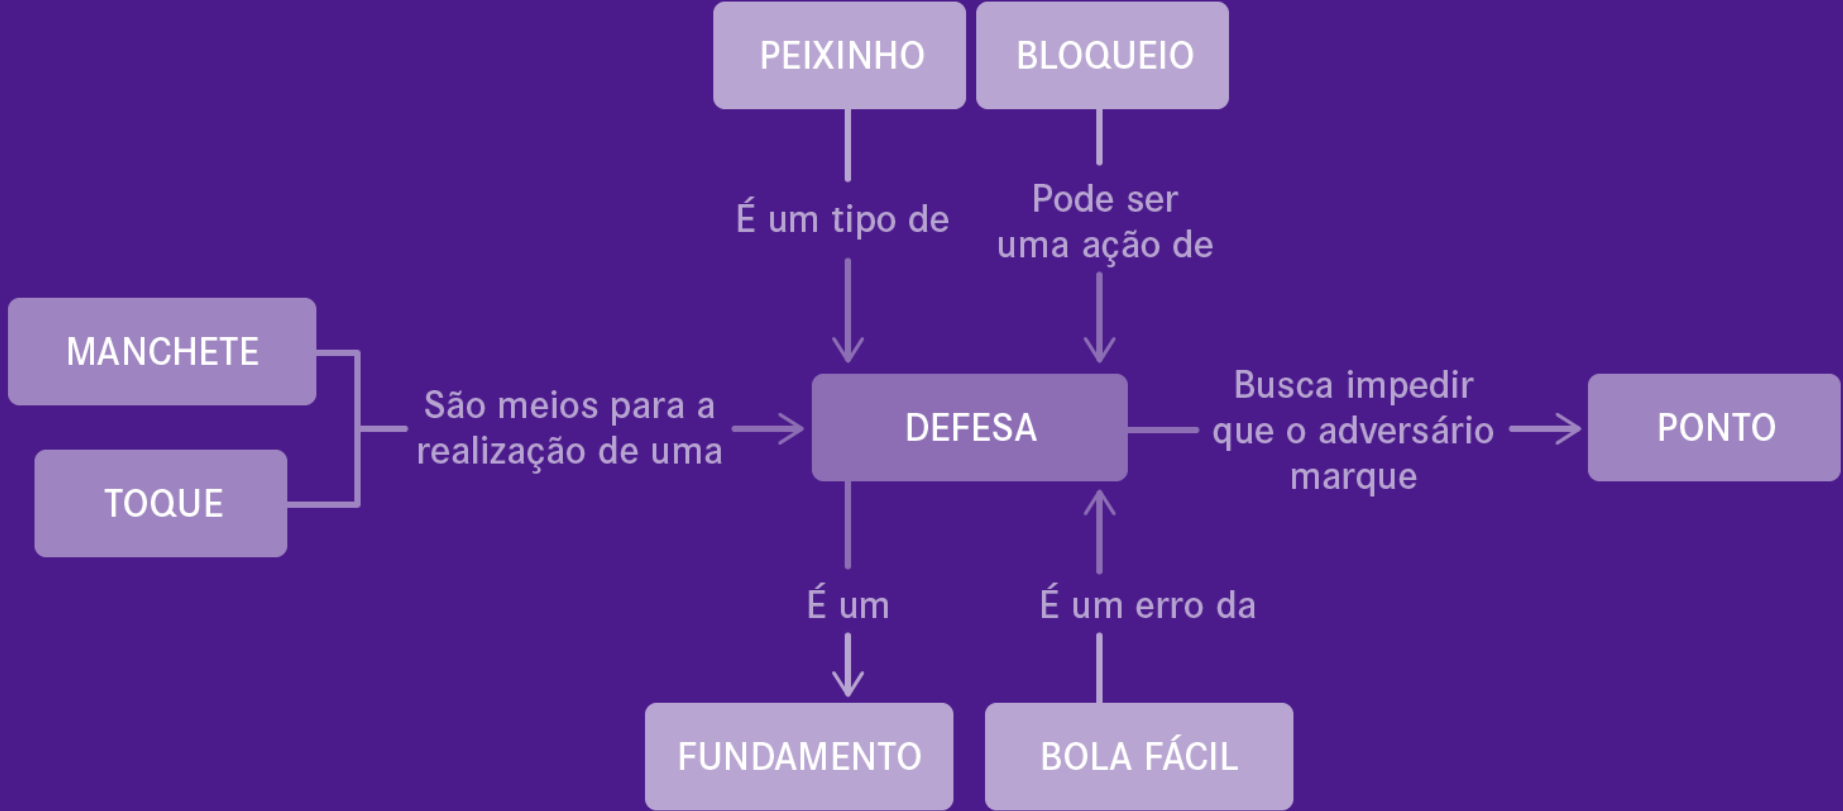 PEIXINHO
BLOQUEIO
É um tipo de
Pode ser
uma ação de
MANCHETE
TOQUE
São meios para a
realização de uma
DEFESA
Busca impedir
que o adversário
marque
PONTO
É um
É um erro da
FUNDAMENTO
BOLA FÁCIL